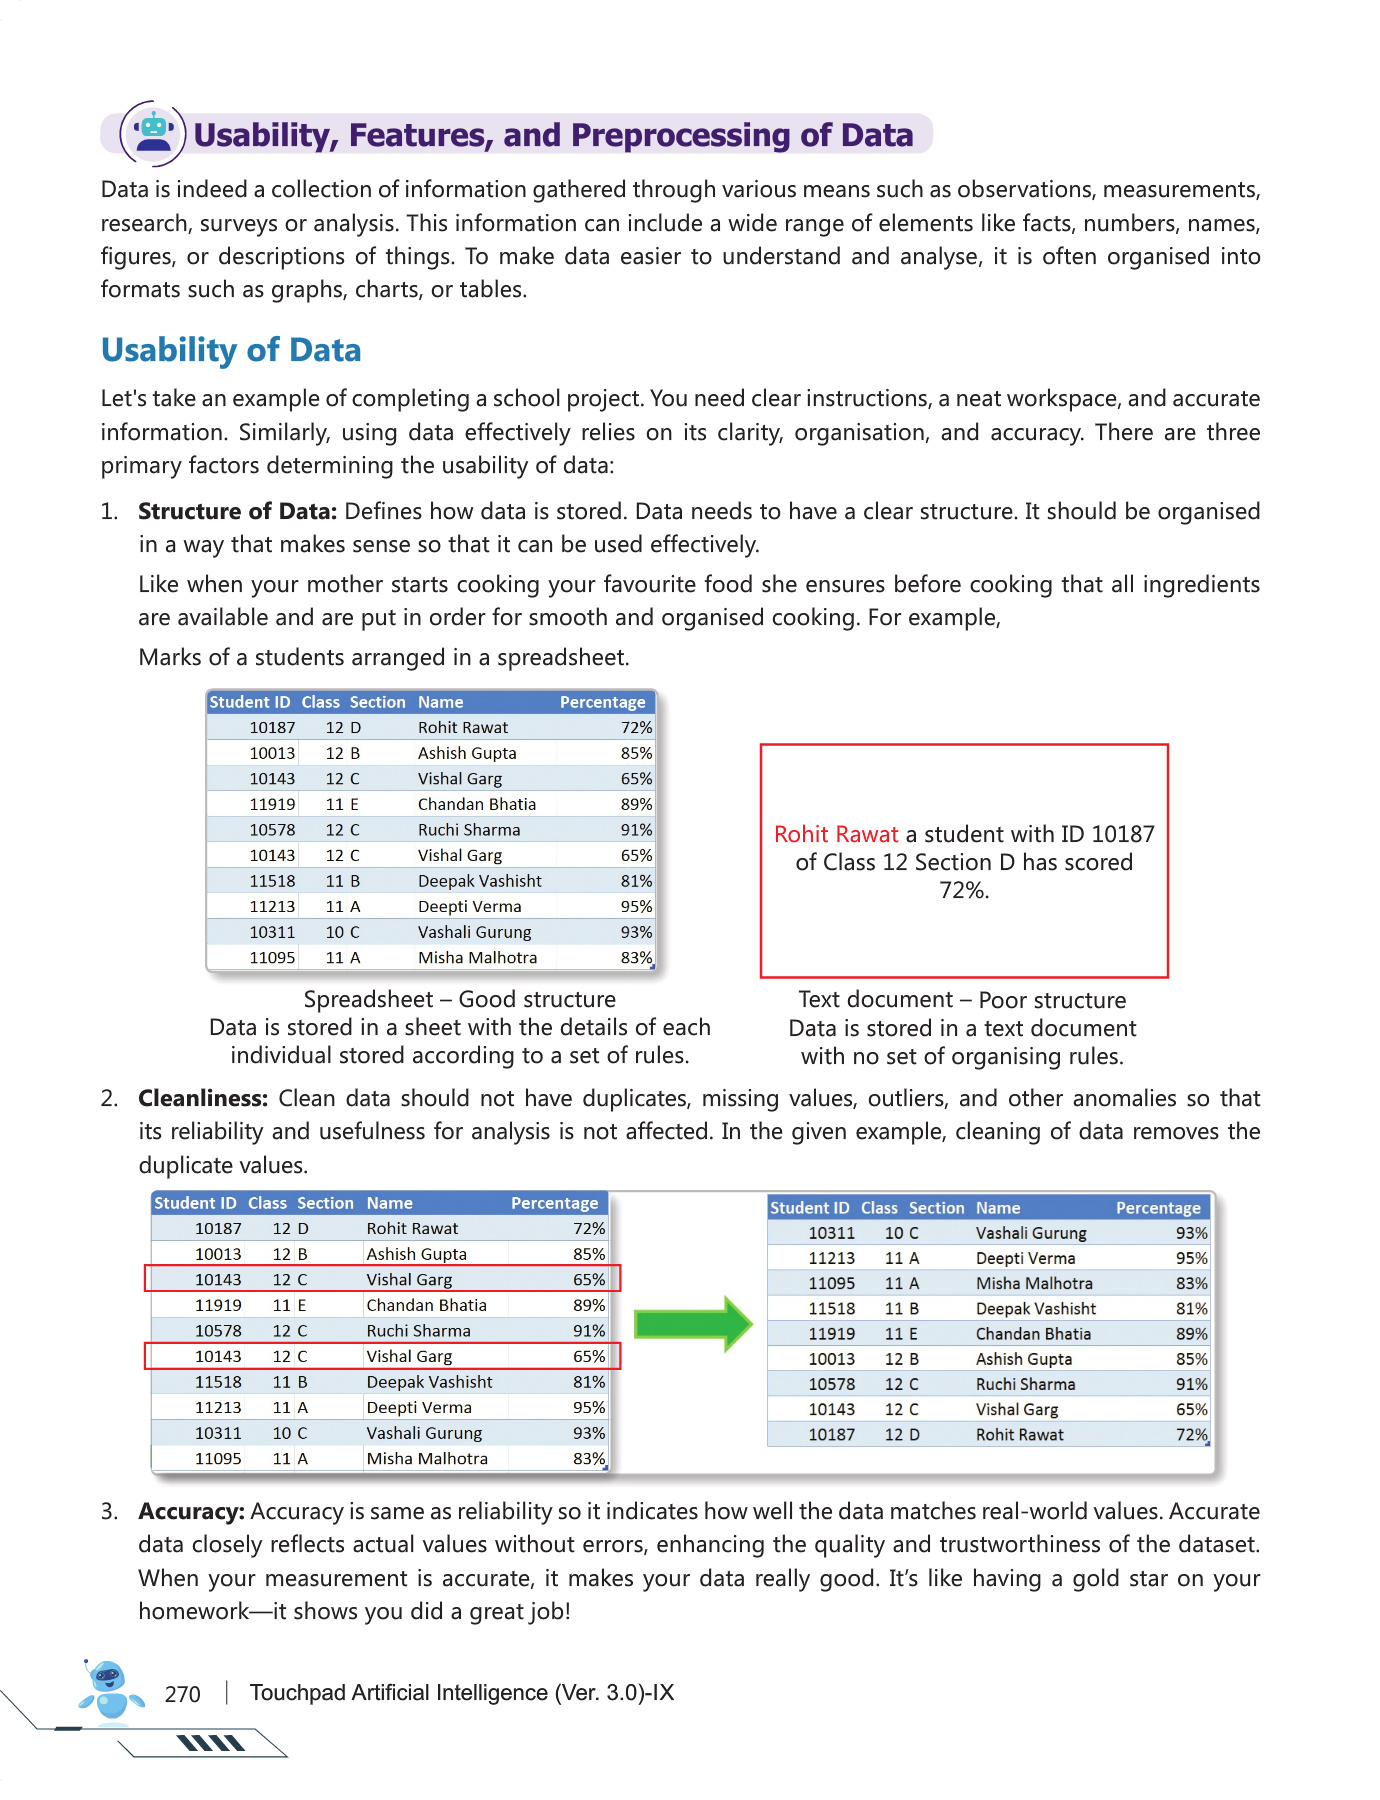 Usability, Features, and Preprocessing of Data
Data is indeed a collection of information gathered through various means such as observations, measurements,
research, surveys or analysis. This information can include a wide range of elements like facts, numbers, names,
figures, or descriptions of things. To make data easier to understand and analyse, it is often organised into
formats such as graphs, charts, or tables.
Usability of Data
Let's take an example of completing a school project. You need clear instructions, a neat workspace, and accurate
information. Similarly, using data effectively relies on its clarity, organisation, and accuracy. There are three
primary factors determining the usability of data:
1. Structure of Data: Defines how data is stored. Data needs to have a clear structure. It should be organised
in a way that makes sense so that it can be used effectively.
Like when your mother starts cooking your favourite food she ensures before cooking that all ingredients
are available and are put in order for smooth and organised cooking. For example,
Marks of a students arranged in a spreadsheet.
Student ID Class Section Name Percentage
10187 12 D Rohit Rawat 72%
10013 12 B Ashish Gupta 85%
10143 12 C Vishal Garg 65%
11919 11 E Chandan Bhatia 89%
10578 12 C Ruchi Sharma 91%
10143 12 C Vishal Garg 65%
11518 11 B Deepak Vashisht 81%
11213 11 A Deepti Verma 95%
10311 10 C Vashali Gurung 93%
11095 11 A Misha Malhotra 83%
Spreadsheet – Good structure
Data is stored in a sheet with the details of each
individual stored according to a set of rules.
Rohit Rawat a student with ID 10187
of Class 12 Section D has scored
72%.
Text document – Poor structure
Data is stored in a text document
with no set of organising rules.
2. Cleanliness: Clean data should not have duplicates, missing values, outliers, and other anomalies so that
its reliability and usefulness for analysis is not affected. In the given example, cleaning of data removes the
duplicate values.
Student ID Class Section Name Percentage
10187 12 D Rohit Rawat 72%
10013 12 B Ashish Gupta 85%
10143 12 C Vishal Garg 65%
11919 11 E Chandan Bhatia 89%
10578 12 C Ruchi Sharma 91%
10143 12 C Vishal Garg 65%
11518 11 B Deepak Vashisht 81%
11213 11 A Deepti Verma 95%
10311 10 C Vashali Gurung 93%
11095 11 A Misha Malhotra 83%
Student ID Class Section Name Percentage
10311 10 C Vashali Gurung 93%
11213 11 A Deepti Verma 95%
11095 11 A Misha Malhotra 83%
11518 11 B Deepak Vashisht 81%
11919 11 E Chandan Bhatia 89%
10013 12 B Ashish Gupta 85%
10578 12 C Ruchi Sharma 91%
10143 12 C Vishal Garg 65%
10187 12 D Rohit Rawat 72%
3. Accuracy: Accuracy is same as reliability so it indicates how well the data matches real-world values. Accurate
data closely reflects actual values without errors, enhancing the quality and trustworthiness of the dataset.
When your measurement is accurate, it makes your data really good. It’s like having a gold star on your
homework—it shows you did a great job!
270 | Touchpad Artificial Intelligence (Ver. 3.0)-IX